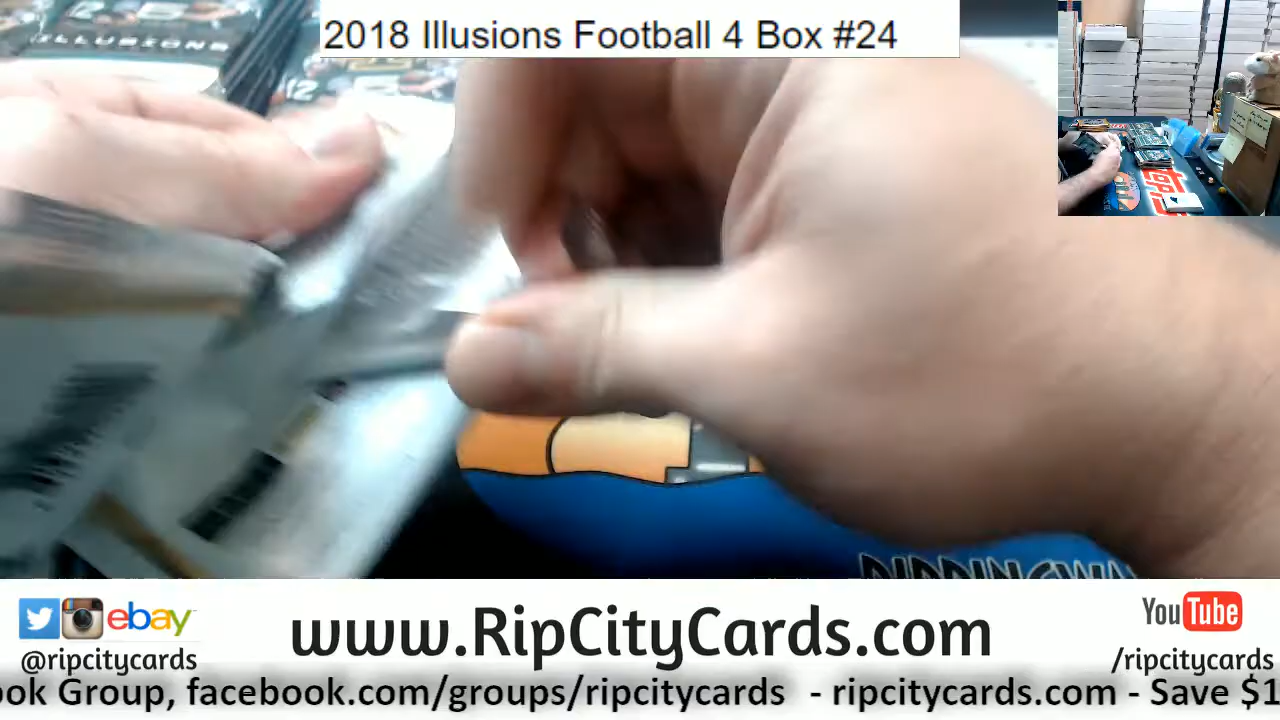 2018 Illusions Football 4 Box #24
ILLUSIONS
ebay
@ripcitycards
www.RipCityCards.com
YouTube
/ripcitycards
ok Group, facebook.com/groups/ripcitycards - ripcitycards.com - Save $1